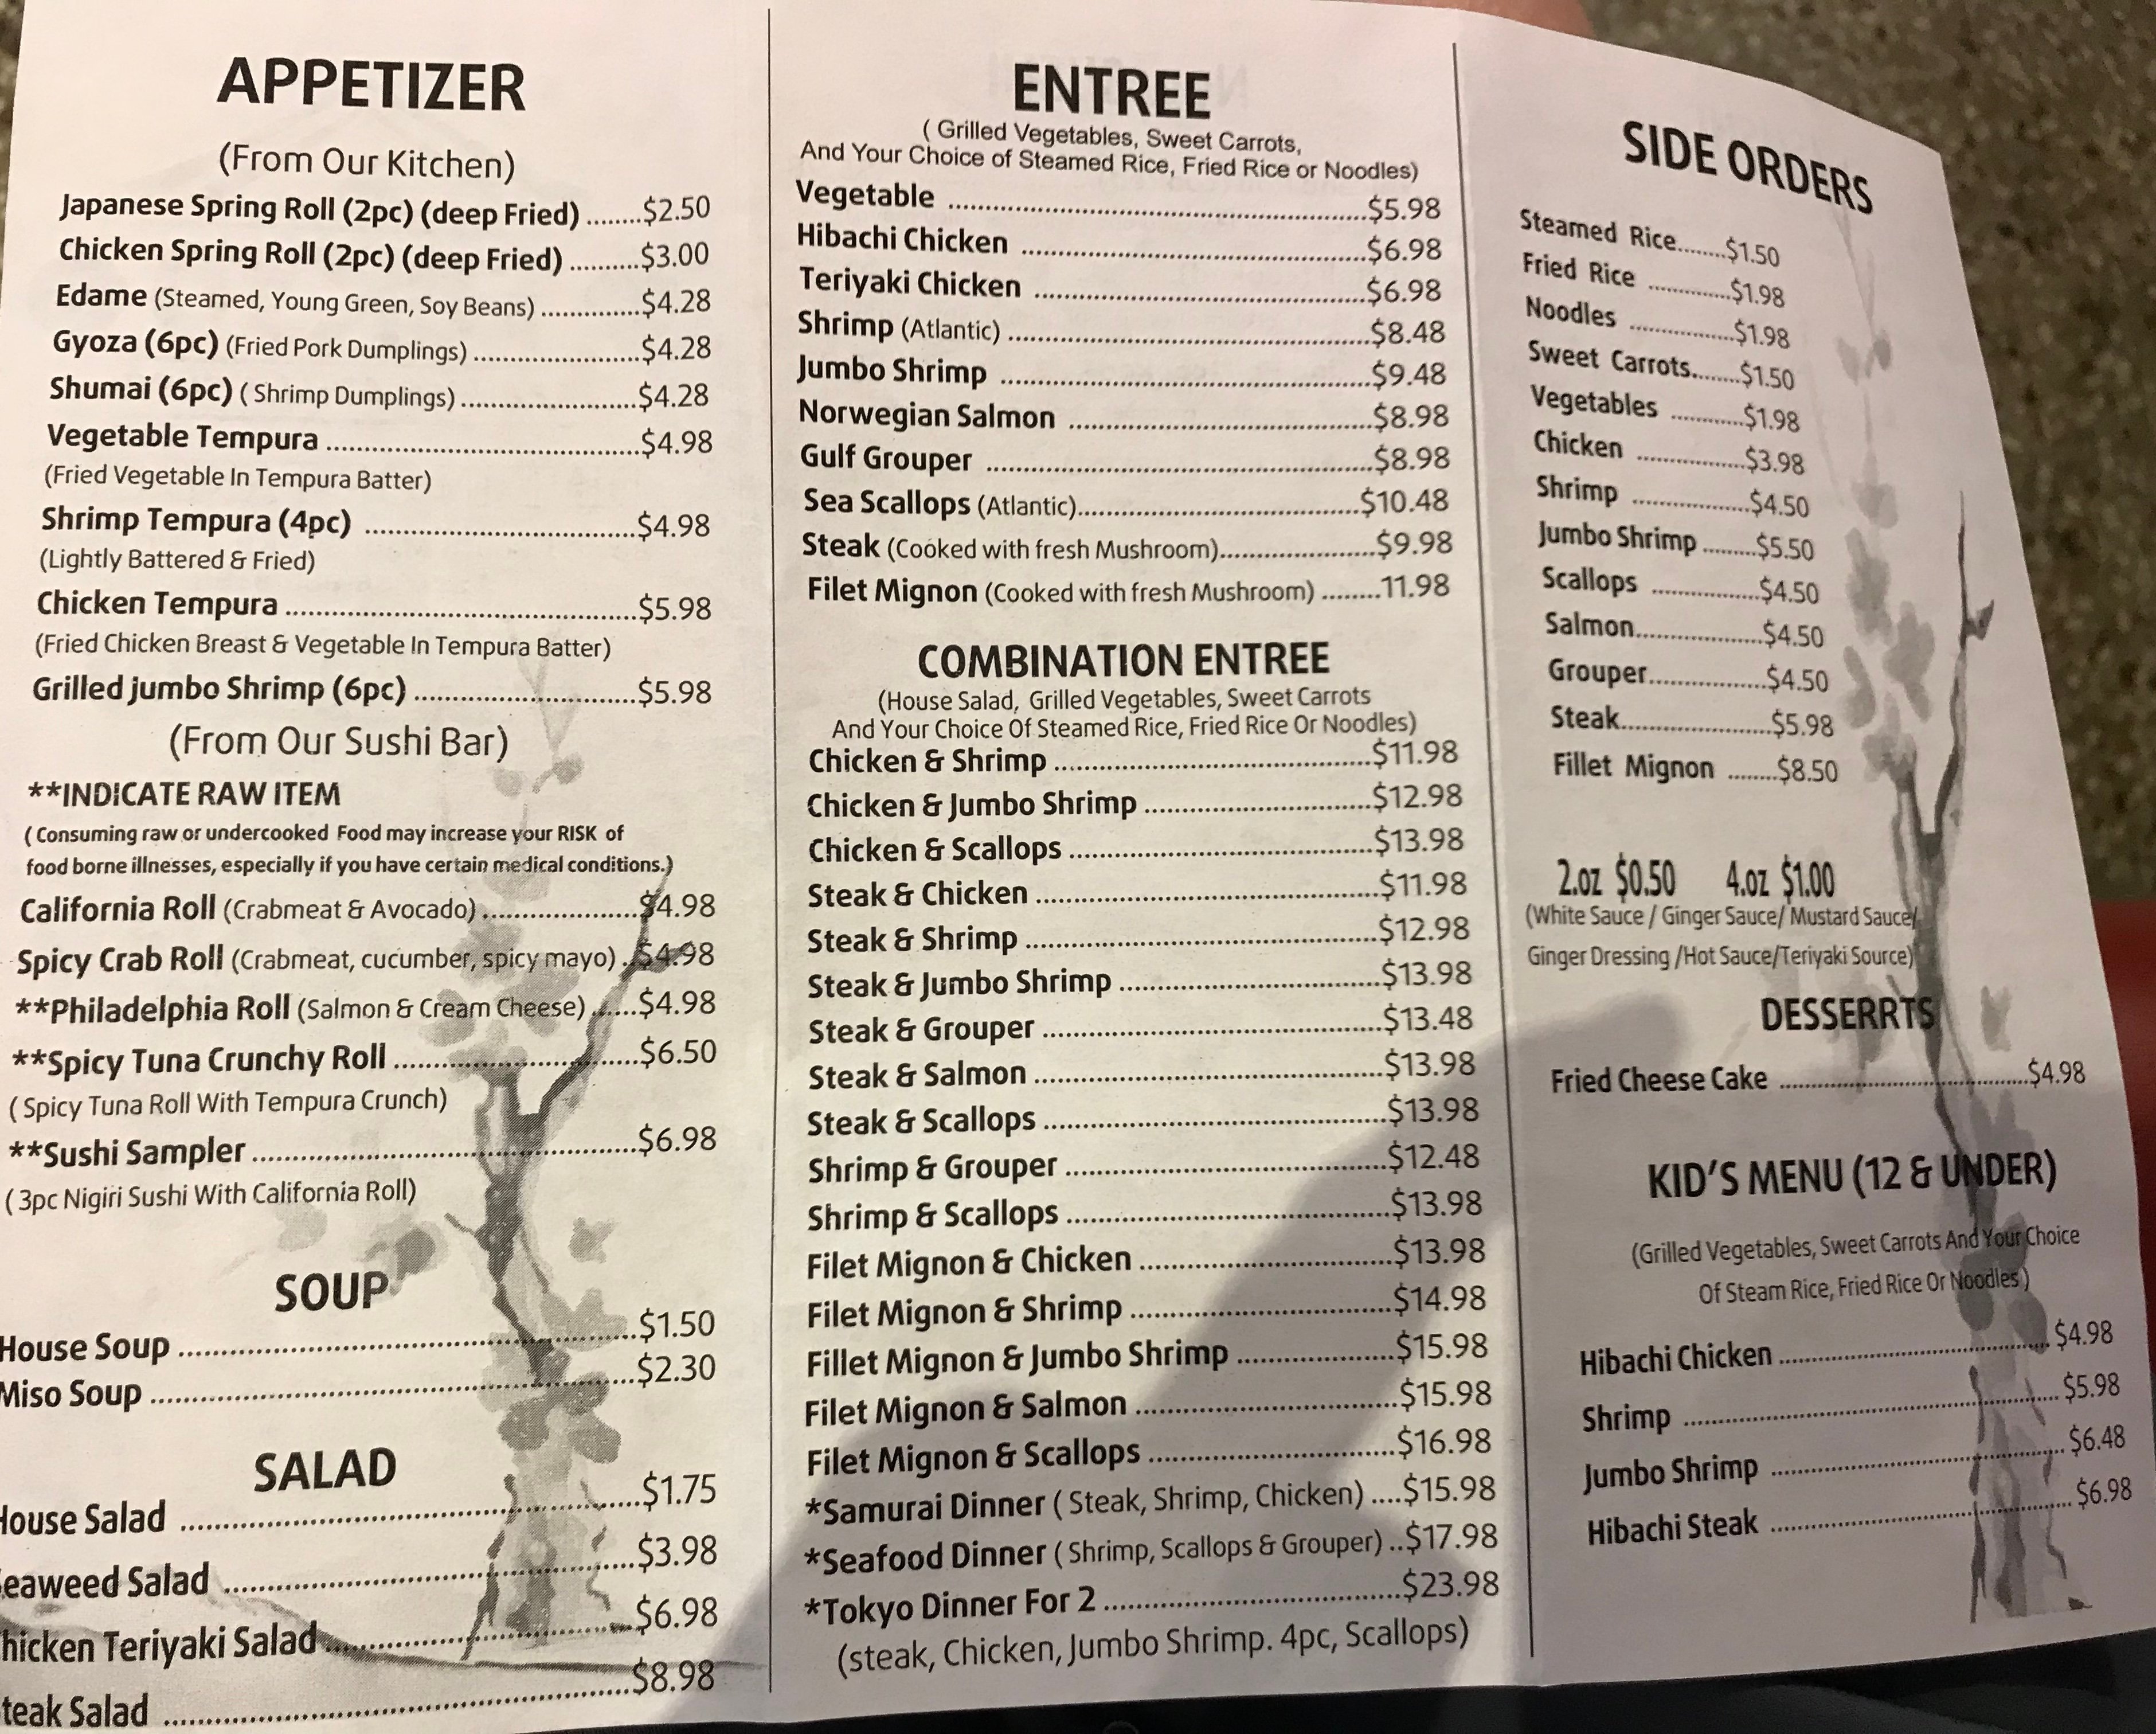 APPETIZER
(From Our Kitchen)
Japanese Spring Roll (2pc) (deep Fried) ........$2.50
Chicken Spring Roll (2pc) (deep Fried) ..........$3.00
Edame (Steamed, Young Green, Soy Beans) ..............$4.28
Gyoza (6pc) (Fried Pork Dumplings) ........................$4.28
Shumai (6pc) ( Shrimp Dumplings) .........................$4.28
Vegetable Tempura .............................................$4.98
(Fried Vegetable In Tempura Batter)
Shrimp Tempura (4pc) .......................................$4.98
(Lightly Battered & Fried)
Chicken Tempura ..................................................$5.98
(Fried Chicken Breast & Vegetable In Tempura Batter)
Grilled jumbo Shrimp (6pc) ................................$5.98
(From Our Sushi Bar)
**INDICATE RAW ITEM
( Consuming raw or undercooked Food may increase your RISK of
food borne illnesses, especially if you have certain medical conditions.)
California Roll (Crabmeat & Avocado) ......................$4.98
Spicy Crab Roll (Crabmeat, cucumber, spicy mayo) ..$4.98
**Philadelphia Roll (Salmon & Cream Cheese) ......$4.98
**Spicy Tuna Crunchy Roll ...................................$6.50
( Spicy Tuna Roll With Tempura Crunch)
**Sushi Sampler .......................................................$6.98
( 3pc Nigiri Sushi With California Roll)
SOUP
House Soup ..................................................................$1.50
Miso Soup ......................................................................$2.30
SALAD
House Salad ..................................................................$1.75
eaweed Salad ...........................................................$3.98
hicken Teriyaki Salad ............................................$6.98
teak Salad ...................................................................$8.98
ENTREE
( Grilled Vegetables, Sweet Carrots,
And Your Choice of Steamed Rice, Fried Rice or Noodles)
Vegetable ............................................................$5.98
Hibachi Chicken .................................................$6.98
Teriyaki Chicken ................................................$6.98
Shrimp (Atlantic) ....................................................$8.48
Jumbo Shrimp .....................................................$9.48
Norwegian Salmon ............................................$8.98
Gulf Grouper .......................................................$8.98
Sea Scallops (Atlantic)........................................$10.48
Steak (Cooked with fresh Mushroom)......................$9.98
Filet Mignon (Cooked with fresh Mushroom) ........11.98
COMBINATION ENTREE
(House Salad, Grilled Vegetables, Sweet Carrots
And Your Choice Of Steamed Rice, Fried Rice Or Noodles)
Chicken & Shrimp .............................................$11.98
Chicken & Jumbo Shrimp .................................$12.98
Chicken & Scallops ............................................$13.98
Steak & Chicken .................................................$11.98
Steak & Shrimp ..................................................$12.98
Steak & Jumbo Shrimp .....................................$13.98
Steak & Grouper ................................................$13.48
Steak & Salmon ..................................................$13.98
Steak & Scallops .................................................$13.98
Shrimp & Grouper ..............................................$12.48
Shrimp & Scallops ..............................................$13.98
Filet Mignon & Chicken ....................................$13.98
Filet Mignon & Shrimp .....................................$14.98
Fillet Mignon & Jumbo Shrimp .......................$15.98
Filet Mignon & Salmon .....................................$15.98
Filet Mignon & Scallops ...................................$16.98
*Samurai Dinner ( Steak, Shrimp, Chicken) ....$15.98
*Seafood Dinner ( Shrimp, Scallops & Grouper) ..$17.98
*Tokyo Dinner For 2 ..........................................$23.98
(steak, Chicken, Jumbo Shrimp. 4pc, Scallops)
SIDE ORDERS
Steamed Rice.......$1.50
Fried Rice .............$1.98
Noodles ................$1.98
Sweet Carrots.......$1.50
Vegetables ...........$1.98
Chicken ................$3.98
Shrimp .................$4.50
Jumbo Shrimp ........$5.50
Scallops ................$4.50
Salmon...................$4.50
Grouper.................$4.50
Steak......................$5.98
Fillet Mignon .......$8.50
2.oz $0.50 4.oz $1.00
(White Sauce / Ginger Sauce/ Mustard Sauce/
Ginger Dressing /Hot Sauce/Teriyaki Source)
DESSERRTS
Fried Cheese Cake .....................................$4.98
KID'S MENU (12 & UNDER)
(Grilled Vegetables, Sweet Carrots And Your Choice
Of Steam Rice, Fried Rice Or Noodles )
Hibachi Chicken .........................................$4.98
Shrimp .........................................................$5.98
Jumbo Shrimp .............................................$6.48
Hibachi Steak ..............................................$6.98